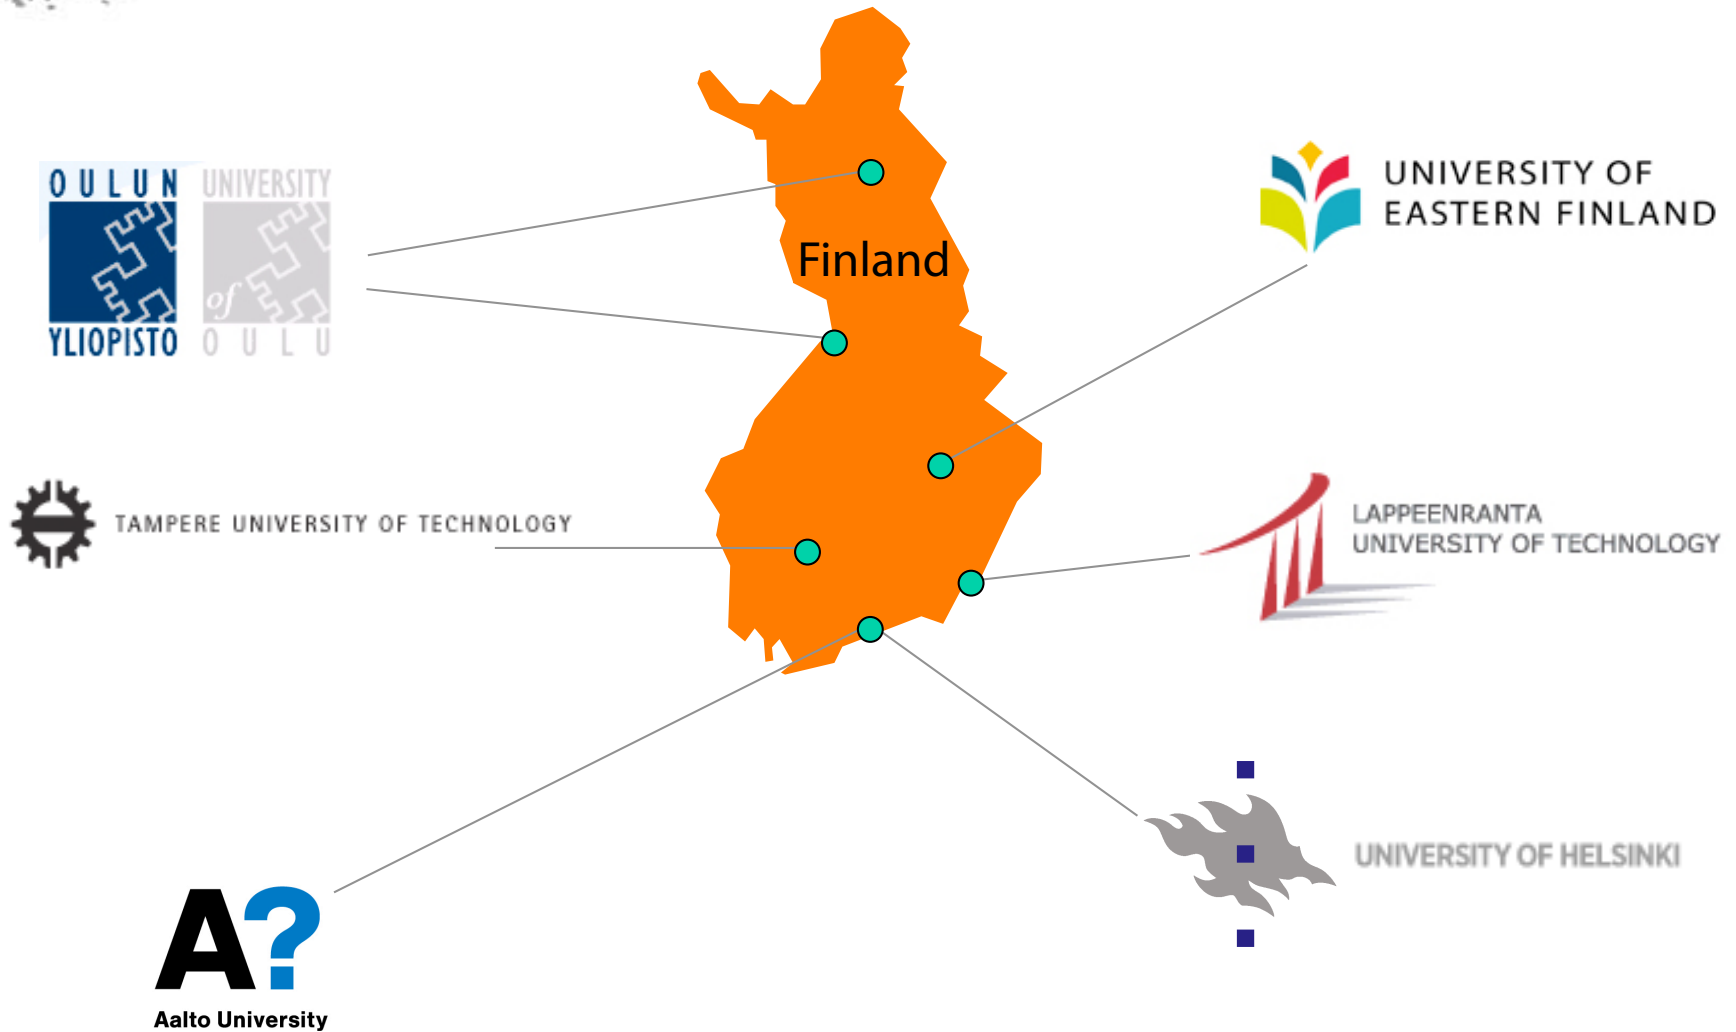 OULUN
YLIOPISTO
UNIVERSITY
of
OULU
Finland
UNIVERSITY OF
EASTERN FINLAND
TAMPERE UNIVERSITY OF TECHNOLOGY
LAPPEENRANTA
UNIVERSITY OF TECHNOLOGY
A?
Aalto University
UNIVERSITY OF HELSINKI